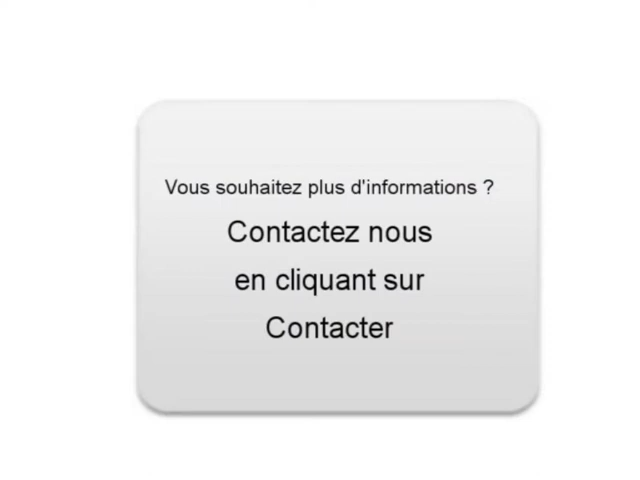 Vous souhaitez plus d'informations ?
Contactez nous
en cliquant sur
Contacter